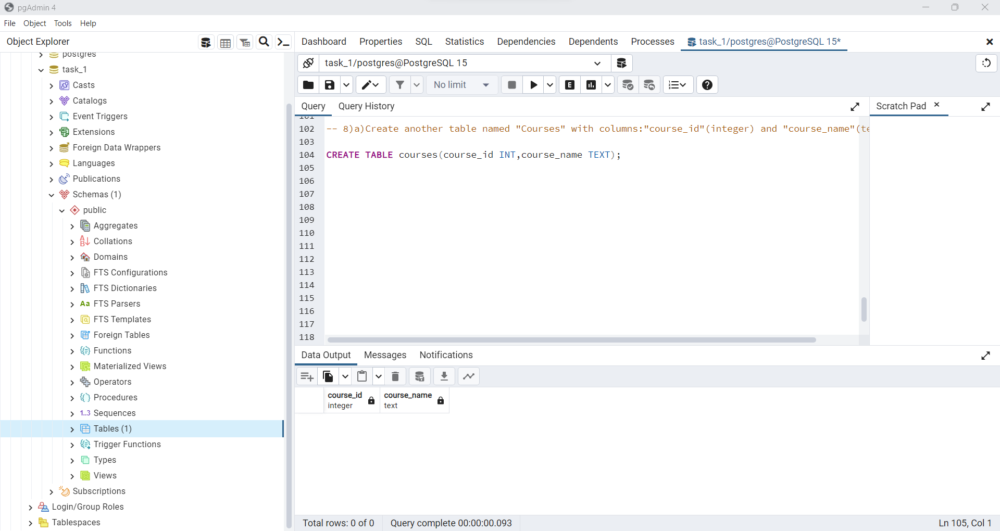 pgAdmin 4
File Object Tools Help
Object Explorer
Dashboard Properties SQL Statistics Dependencies Dependents Processes task_1/postgres@PostgreSQL 15*
postgres
task_1
Casts
Catalogs
Event Triggers
Extensions
Foreign Data Wrappers
Languages
Publications
Schemas (1)
public
Aggregates
Collations
Domains
FTS Configurations
FTS Dictionaries
Aa FTS Parsers
FTS Templates
Foreign Tables
Functions
Materialized Views
Operators
Procedures
1..3 Sequences
Tables (1)
Trigger Functions
Types
Views
Subscriptions
Login/Group Roles
Tablespaces
task_1/postgres@PostgreSQL 15
No limit
E
Query Query History
Scratch Pad
101
102 -- 8)a)Create another table named "Courses" with columns:"course_id"(integer) and "course_name"(te
103
104 CREATE TABLE courses(course_id INT,course_name TEXT);
105
106
107
108
109
110
111
112
113
114
115
116
117
118
Data Output Messages Notifications
course_id course_name
integer text
Total rows: 0 of 0 Query complete 00:00:00.093 Ln 105, Col 1